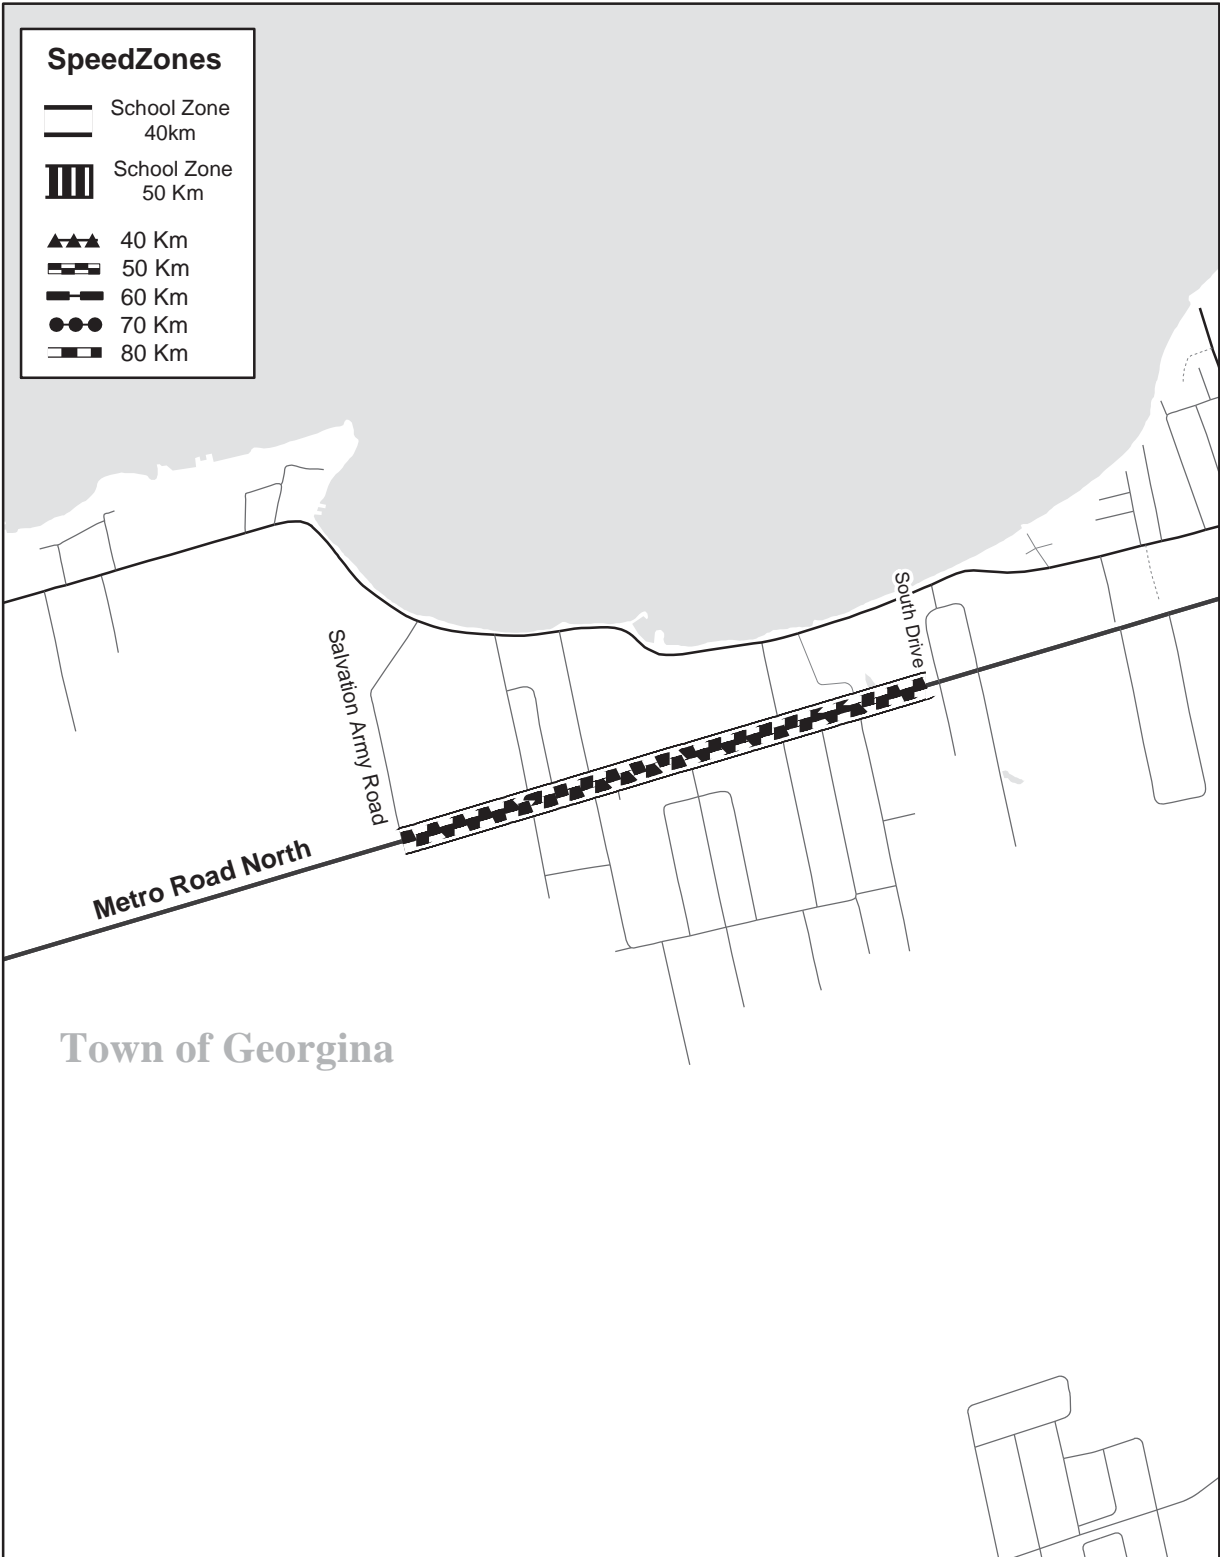 SpeedZones
School Zone
40km
School Zone
50 Km
40 Km
50 Km
60 Km
70 Km
80 Km
South Drive
Salvation Army Road
Metro Road North
Town of Georgina